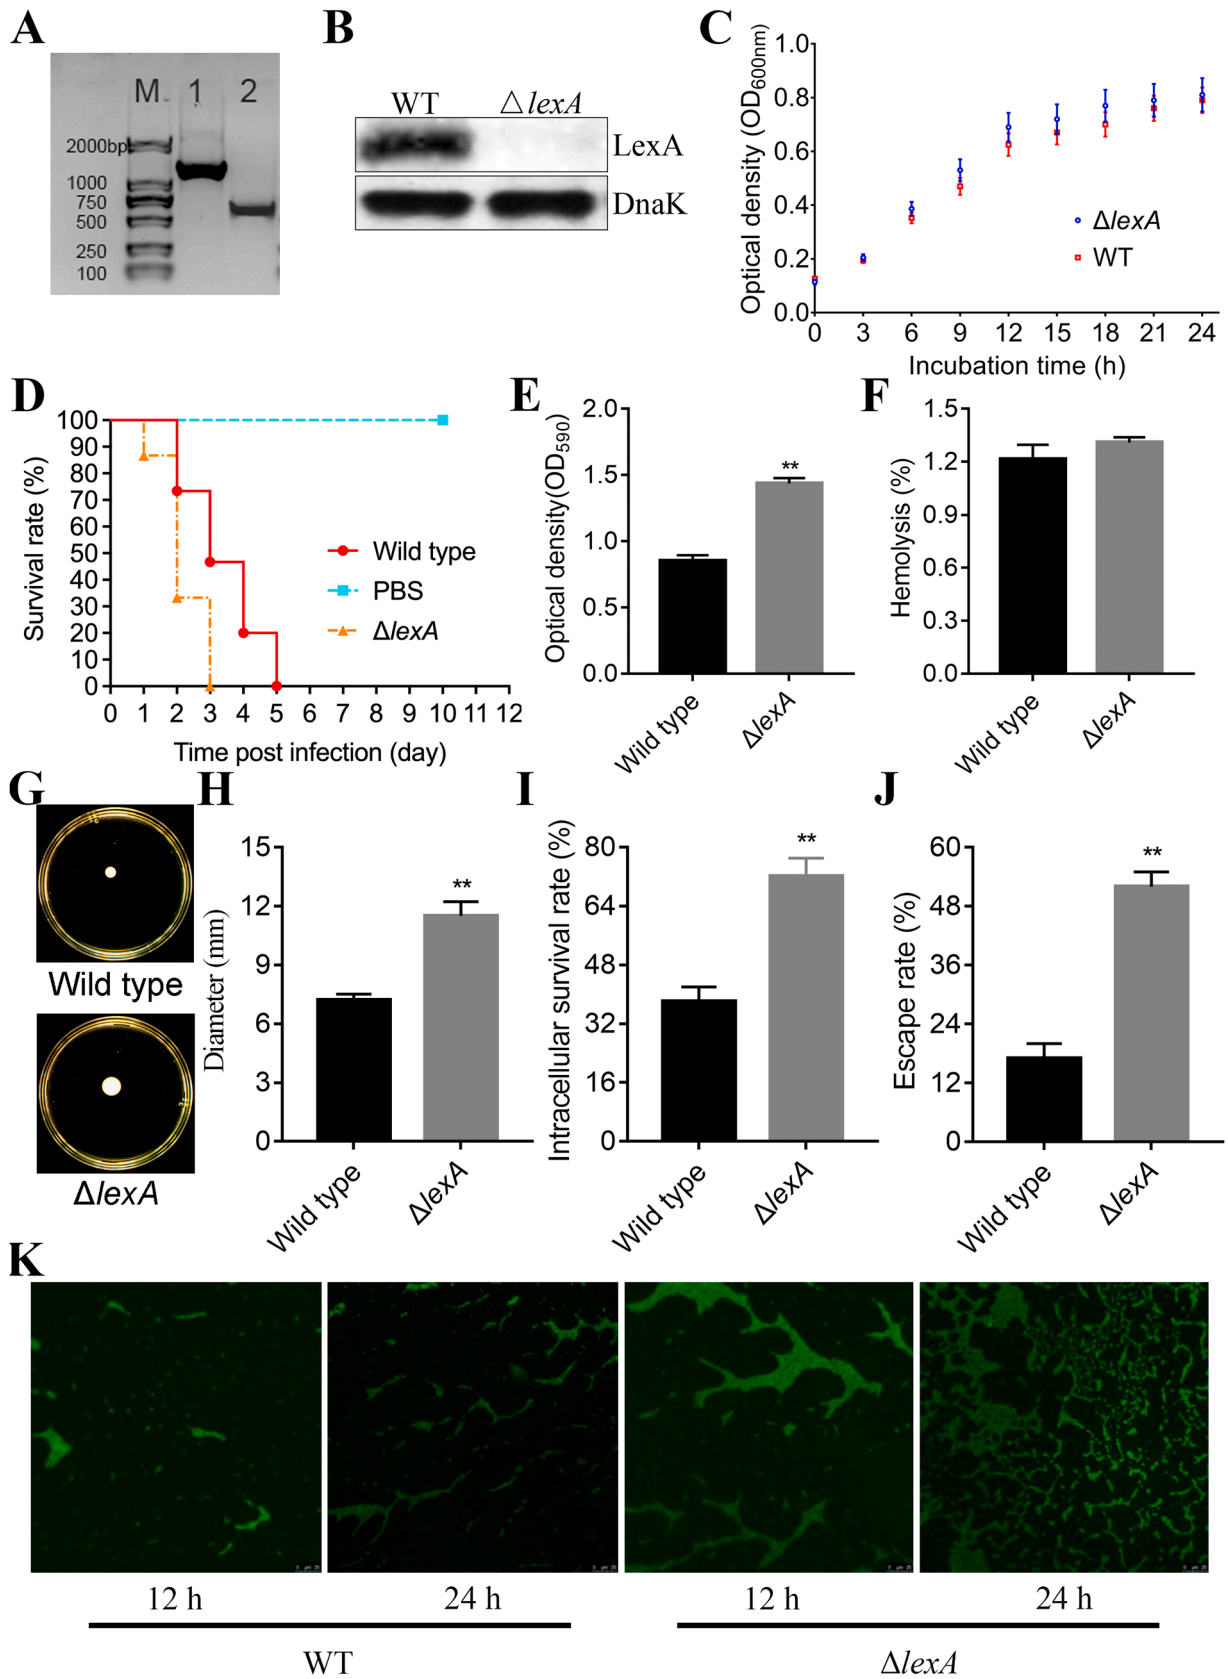 A
M 1 2
2000bp
1000
750
500
250
100
B
WT △lexA
LexA
DnaK
C
Optical density (OD600nm)
1.0
0.8
0.6
0.4
0.2
0.0
0 3 6 9 12 15 18 21 24
Incubation time (h)
ΔlexA
WT
D
Survival rate (%)
100
90
80
70
60
50
40
30
20
10
0
0 1 2 3 4 5 6 7 8 9 10 11 12
Time post infection (day)
Wild type
PBS
ΔlexA
E
Optical density(OD590)
2.0
1.5
1.0
0.5
0.0
**
Wild type ΔlexA
F
Hemolysis (%)
1.5
1.2
0.9
0.6
0.3
0.0
Wild type ΔlexA
G
Wild type
ΔlexA
H
Diameter (mm)
15
12
9
6
3
0
**
Wild type ΔlexA
I
Intracellular survival rate (%)
80
64
48
32
16
0
**
Wild type ΔlexA
J
Escape rate (%)
60
48
36
24
12
0
**
Wild type ΔlexA
K
12 h 24 h 12 h 24 h
WT ΔlexA